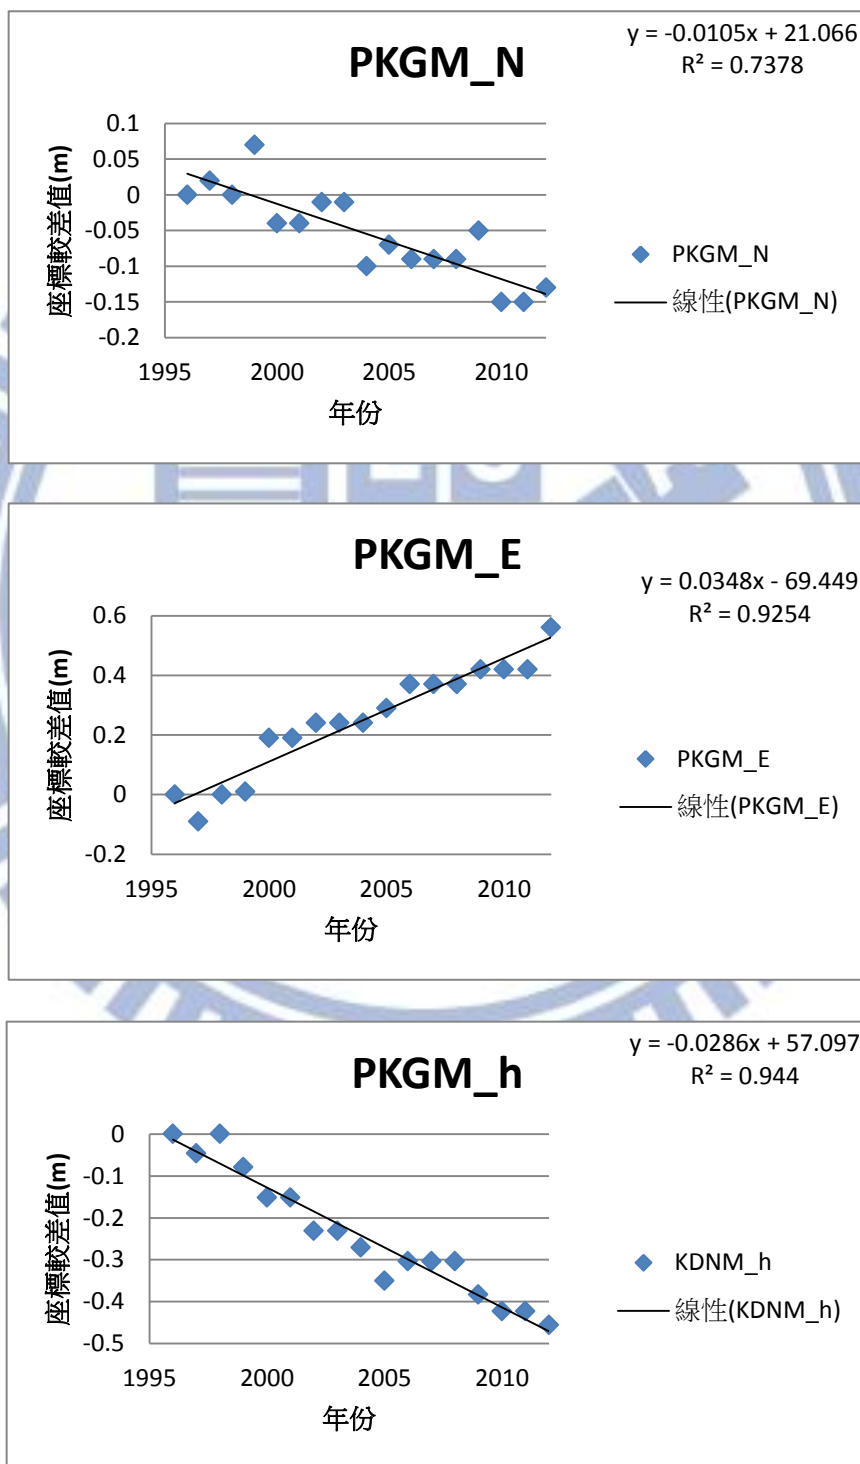 y = -0.0105x + 21.066
R² = 0.7378
PKGM_N
0.1
0.05
0
-0.05
-0.1
-0.15
-0.2
座標較差值(m)
1995 2000 2005 2010
年份
PKGM_N
線性(PKGM_N)
PKGM_E
y = 0.0348x - 69.449
R² = 0.9254
0.6
0.4
0.2
0
-0.2
座標較差值(m)
1995 2000 2005 2010
年份
PKGM_E
線性(PKGM_E)
y = -0.0286x + 57.097
R² = 0.944
PKGM_h
0
-0.1
-0.2
-0.3
-0.4
-0.5
座標較差值(m)
1995 2000 2005 2010
年份
KDNM_h
線性(KDNM_h)